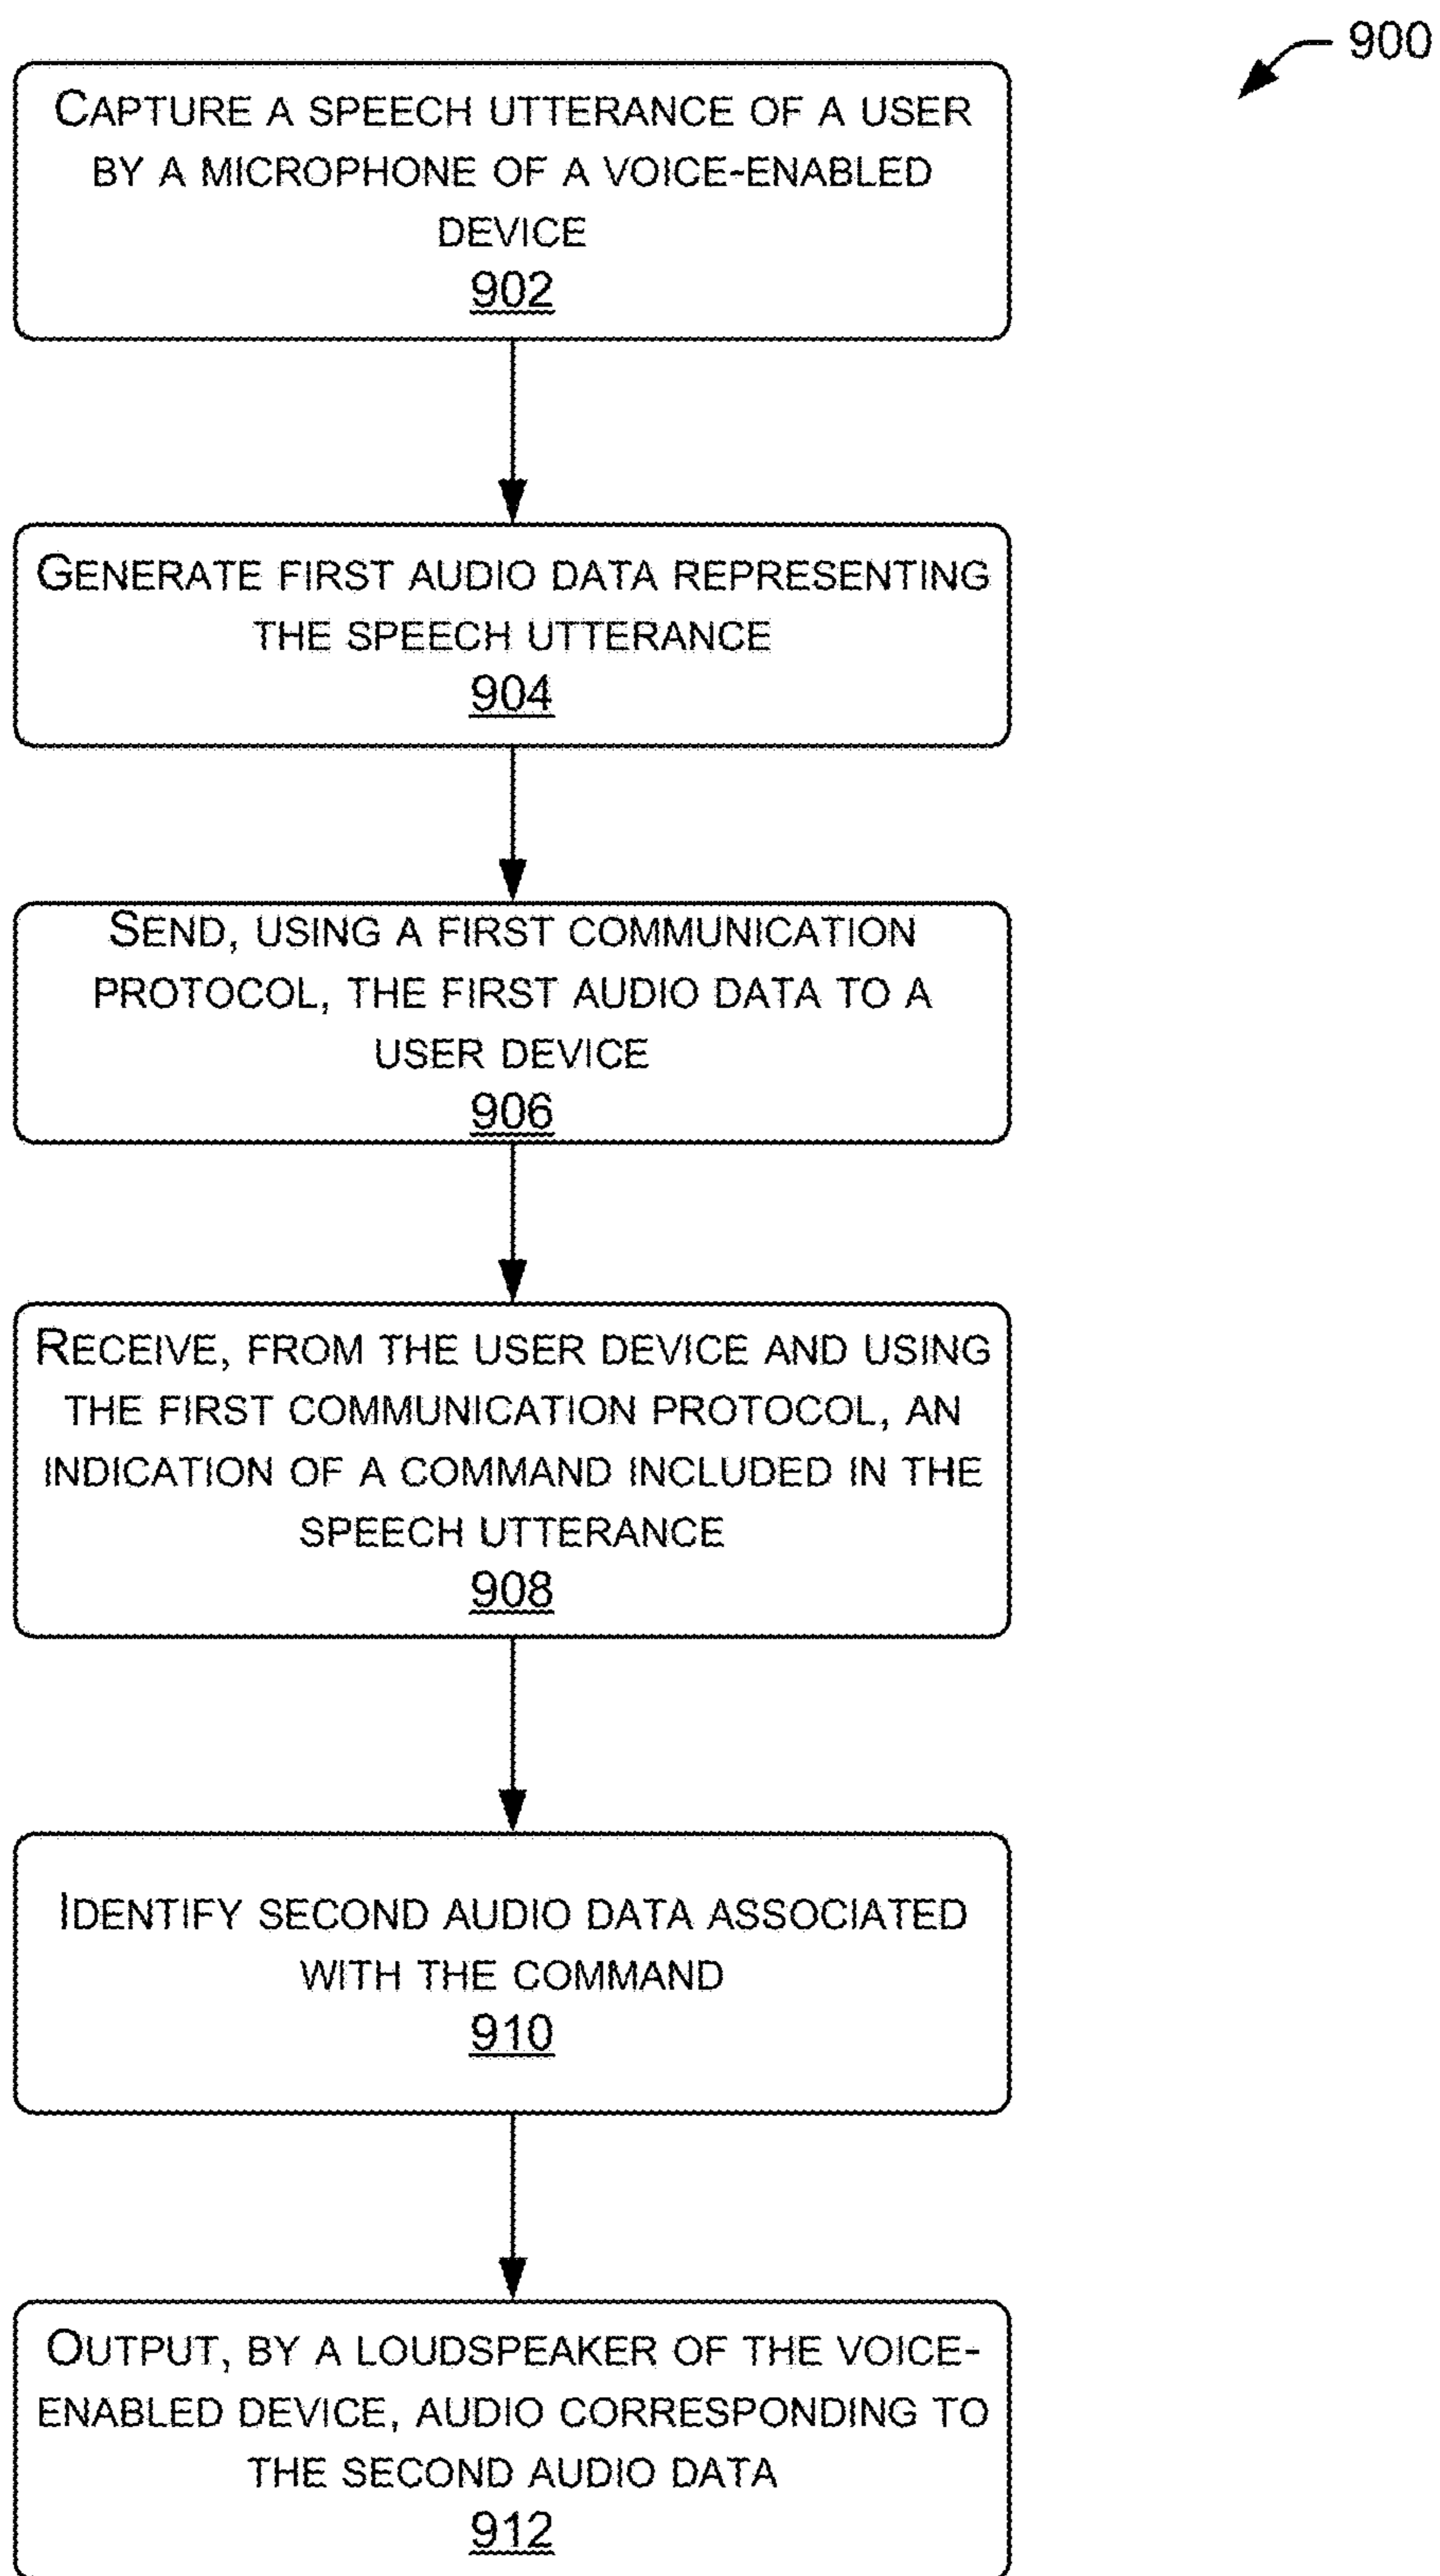 900
CAPTURE A SPEECH UTTERANCE OF A USER
BY A MICROPHONE OF A VOICE-ENABLED
DEVICE
902
GENERATE FIRST AUDIO DATA REPRESENTING
THE SPEECH UTTERANCE
904
SEND, USING A FIRST COMMUNICATION
PROTOCOL, THE FIRST AUDIO DATA TO A
USER DEVICE
906
RECEIVE, FROM THE USER DEVICE AND USING
THE FIRST COMMUNICATION PROTOCOL, AN
INDICATION OF A COMMAND INCLUDED IN THE
SPEECH UTTERANCE
908
IDENTIFY SECOND AUDIO DATA ASSOCIATED
WITH THE COMMAND
910
OUTPUT, BY A LOUDSPEAKER OF THE VOICE-
ENABLED DEVICE, AUDIO CORRESPONDING TO
THE SECOND AUDIO DATA
912